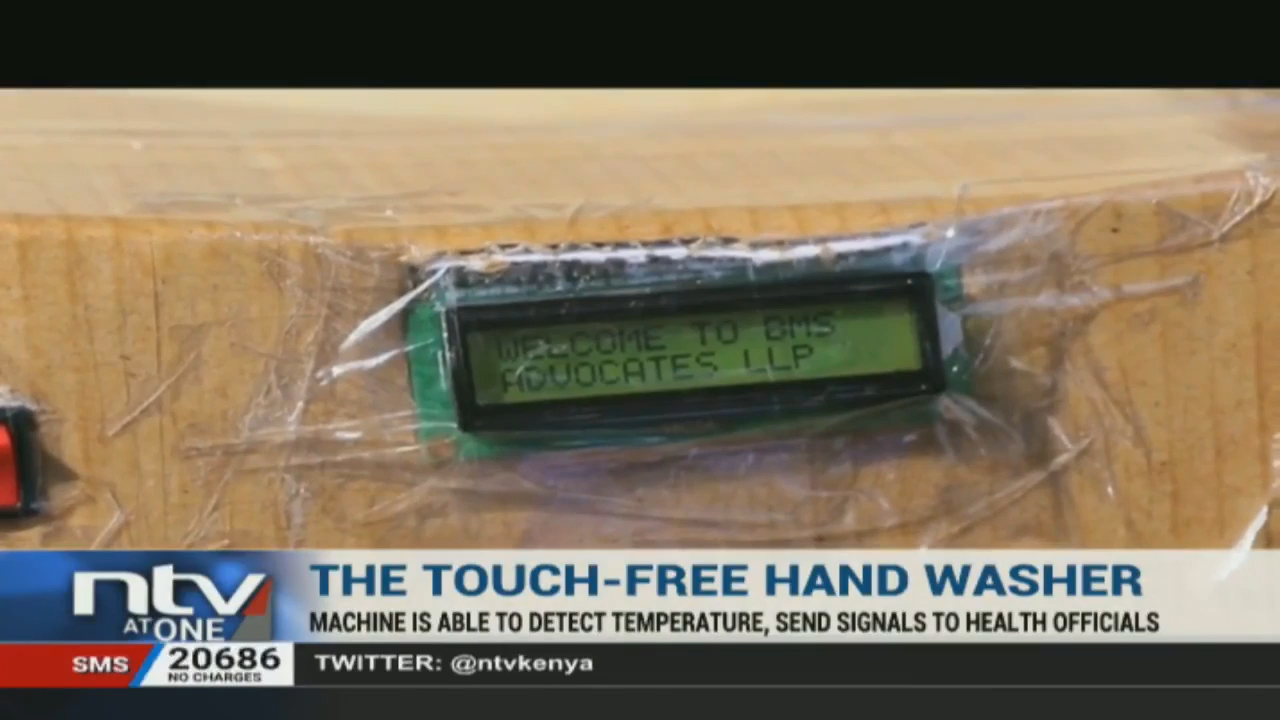 WELCOME TO BMS
ADVOCATES LLP
ntv
AT ONE
THE TOUCH-FREE HAND WASHER
MACHINE IS ABLE TO DETECT TEMPERATURE, SEND SIGNALS TO HEALTH OFFICIALS
SMS 20686
NO CHARGES
TWITTER: @ntvkenya